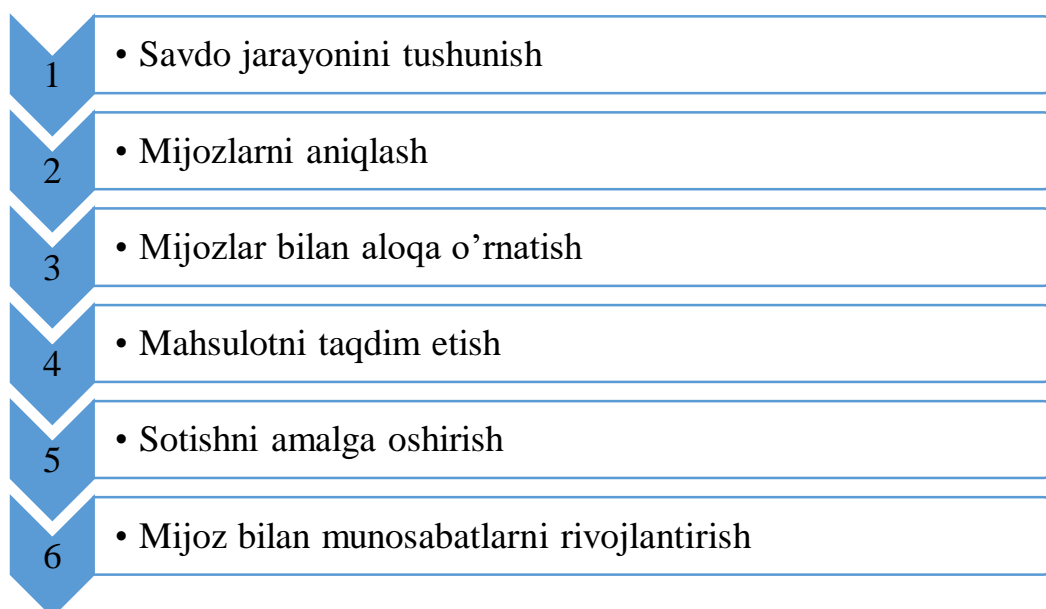 1 • Savdo jarayonini tushunish
2 • Mijozlarni aniqlash
3 • Mijozlar bilan aloqa o’rnatish
4 • Mahsulotni taqdim etish
5 • Sotishni amalga oshirish
6 • Mijoz bilan munosabatlarni rivojlantirish